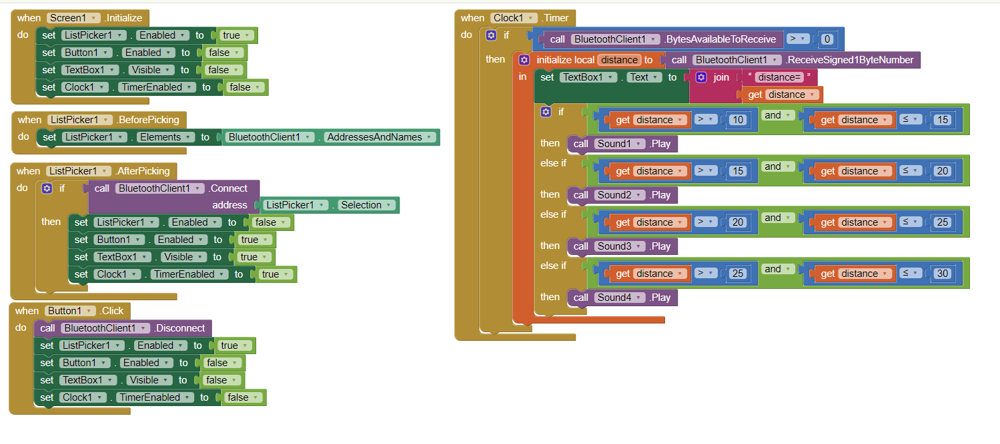 when Screen1 .Initialize
do set ListPicker1 . Enabled to true
set Button1 . Enabled to false
set TextBox1 . Visible to false
set Clock1 . TimerEnabled to false
when ListPicker1 .BeforePicking
do set ListPicker1 . Elements to BluetoothClient1 . AddressesAndNames
when ListPicker1 .AfterPicking
do if call BluetoothClient1 .Connect
address ListPicker1 . Selection
then set ListPicker1 . Enabled to false
set Button1 . Enabled to true
set TextBox1 . Visible to true
set Clock1 . TimerEnabled to true
when Button1 .Click
do call BluetoothClient1 .Disconnect
set ListPicker1 . Enabled to true
set Button1 . Enabled to false
set TextBox1 . Visible to false
set Clock1 . TimerEnabled to false
when Clock1 .Timer
do if call BluetoothClient1 .BytesAvailableToReceive > 0
then initialize local distance to call BluetoothClient1 .ReceiveSigned1ByteNumber
in set TextBox1 . Text to join “ distance= ”
get distance
if get distance > 10 and get distance ≤ 15
then call Sound1 .Play
else if get distance > 15 and get distance ≤ 20
then call Sound2 .Play
else if get distance > 20 and get distance ≤ 25
then call Sound3 .Play
else if get distance > 25 and get distance ≤ 30
then call Sound4 .Play